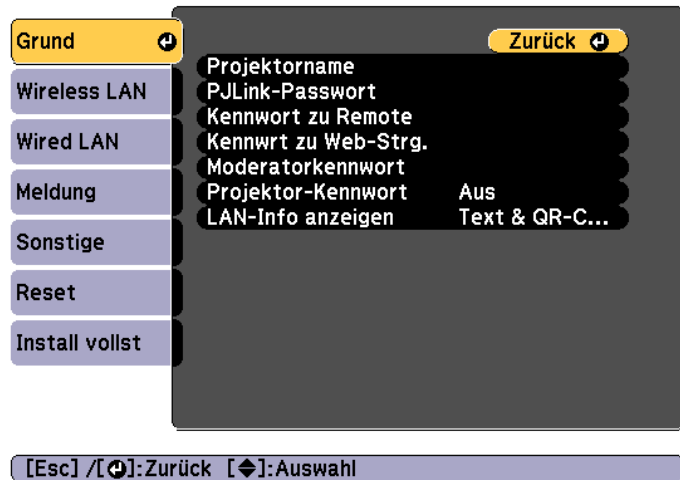 Grund
Wireless LAN
Wired LAN
Meldung
Sonstige
Reset
Install vollst
Zurück
Projektorname
PJLink-Passwort
Kennwort zu Remote
Kennwrt zu Web-Strg.
Moderatorkennwort
Projektor-Kennwort Aus
LAN-Info anzeigen Text & QR-C...
[Esc] /[⏎]:Zurück [◆]:Auswahl